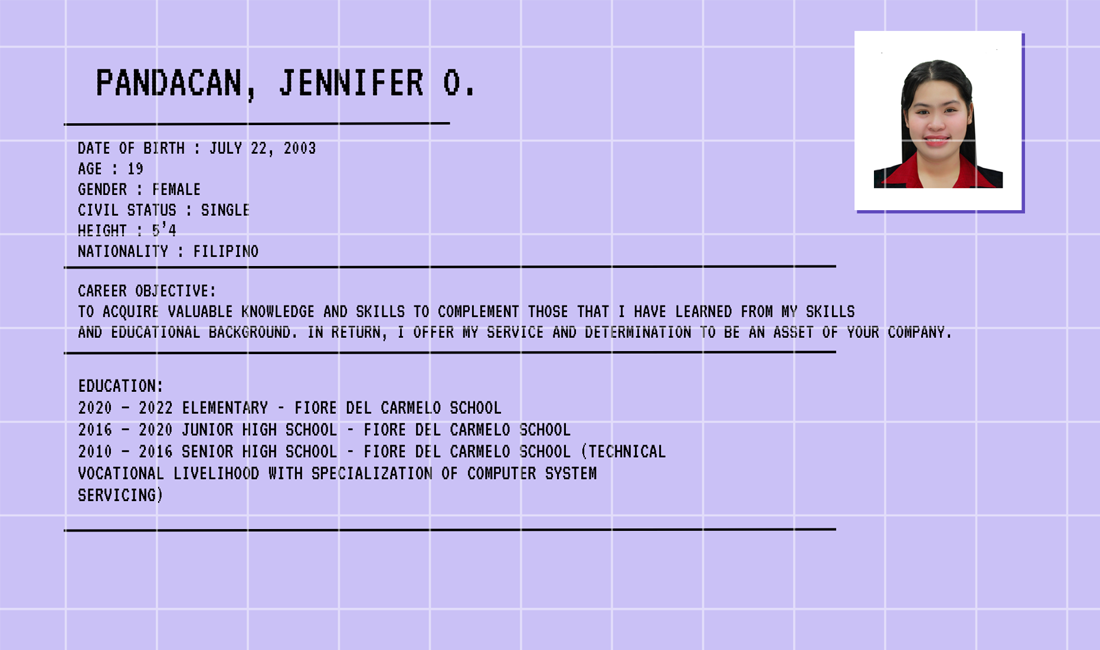 PANDACAN, JENNIFER O.
DATE OF BIRTH : JULY 22, 2003
AGE : 19
GENDER : FEMALE
CIVIL STATUS : SINGLE
HEIGHT : 5'4
NATIONALITY : FILIPINO
CAREER OBJECTIVE:
TO ACQUIRE VALUABLE KNOWLEDGE AND SKILLS TO COMPLEMENT THOSE THAT I HAVE LEARNED FROM MY SKILLS
AND EDUCATIONAL BACKGROUND. IN RETURN, I OFFER MY SERVICE AND DETERMINATION TO BE AN ASSET OF YOUR COMPANY.
EDUCATION:
2020 - 2022 ELEMENTARY - FIORE DEL CARMELO SCHOOL
2016 - 2020 JUNIOR HIGH SCHOOL - FIORE DEL CARMELO SCHOOL
2010 - 2016 SENIOR HIGH SCHOOL - FIORE DEL CARMELO SCHOOL (TECHNICAL
VOCATIONAL LIVELIHOOD WITH SPECIALIZATION OF COMPUTER SYSTEM
SERVICING)